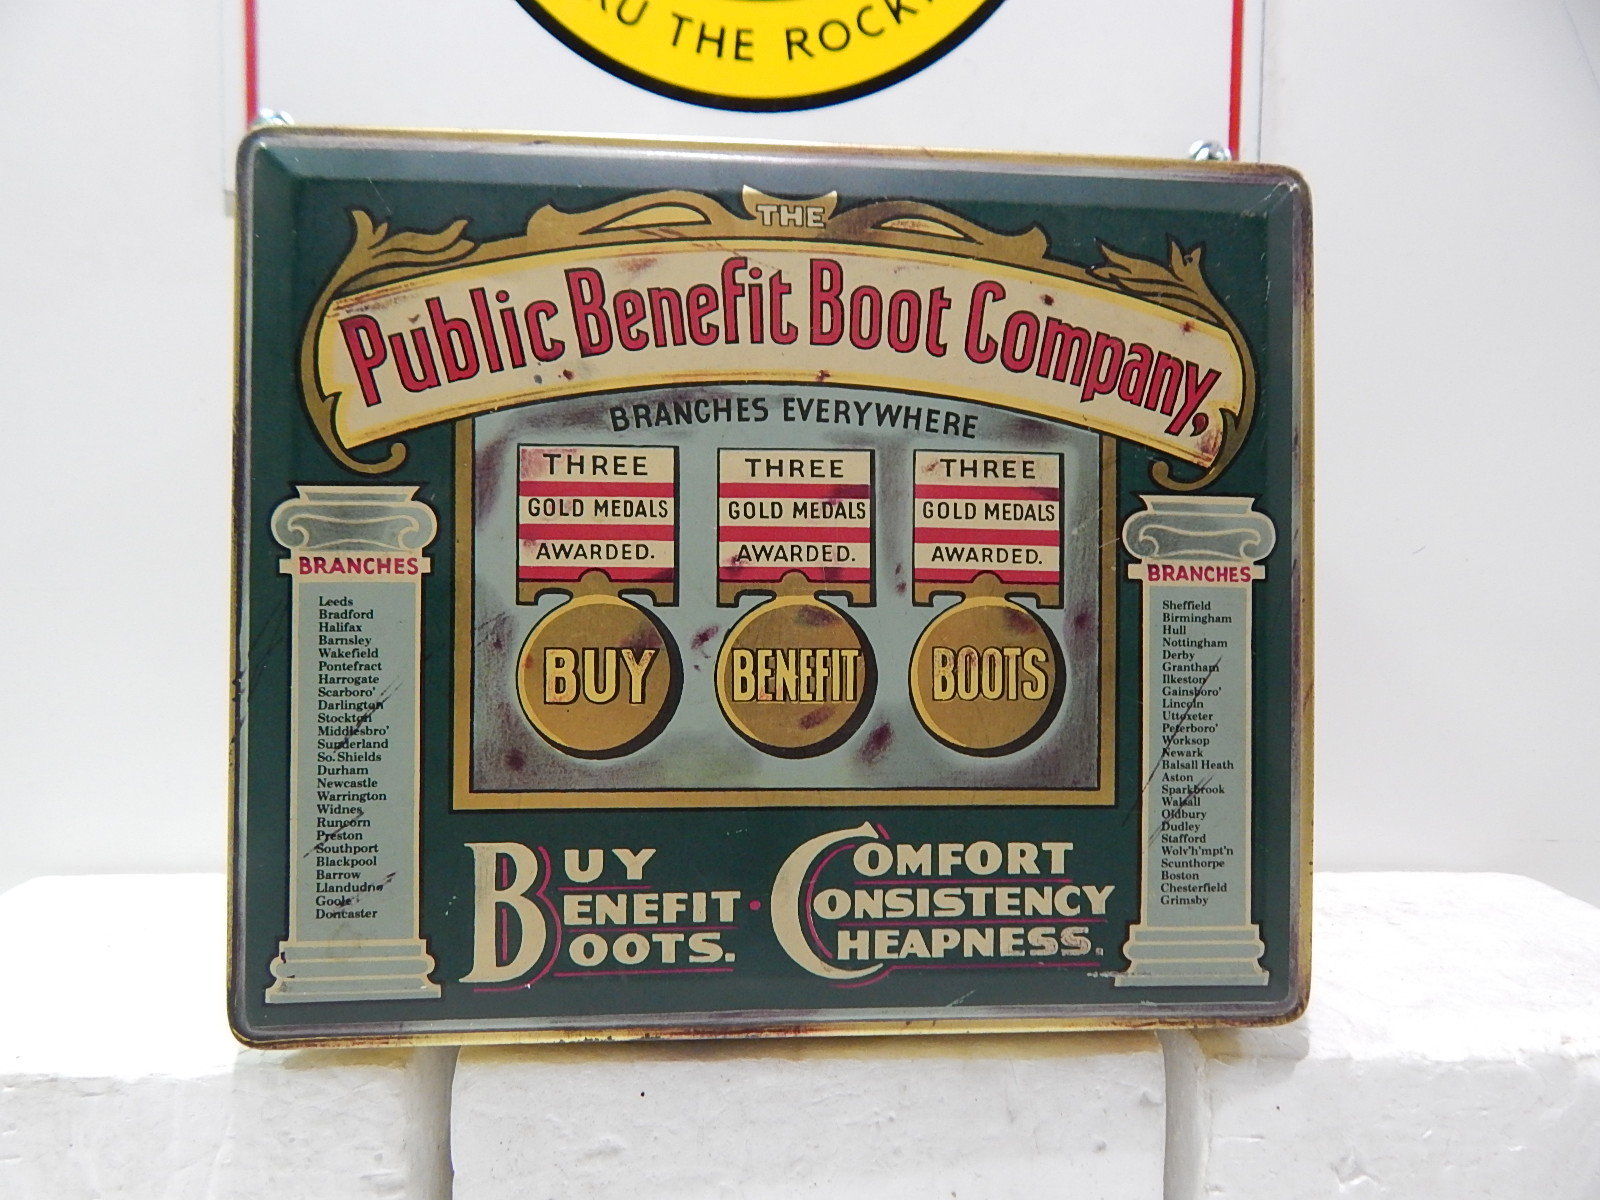 THE ROCK
THE
Public Benefit Boot Company,
BRANCHES EVERYWHERE
THREE
GOLD MEDALS
AWARDED.
BUY
THREE
GOLD MEDALS
AWARDED.
BENEFIT
THREE
GOLD MEDALS
AWARDED.
BOOTS
BRANCHES
Leeds
Bradford
Halifax
Barnsley
Wakefield
Pontefract
Harrogate
Scarboro'
Darlington
Stockton
Middlesbro'
Sunderland
So. Shields
Durham
Newcastle
Warrington
Widnes
Runcorn
Preston
Southport
Blackpool
Barrow
Llandudno
Goole
Doncaster
BRANCHES
Sheffield
Birmingham
Hull
Nottingham
Derby
Grantham
Ilkeston
Gainsboro'
Lincoln
Uttoxeter
Peterboro'
Worksop
Newark
Balsall Heath
Aston
Sparkbrook
Walsall
Oldbury
Dudley
Stafford
Wolv'h'mpt'n
Scunthorpe
Boston
Chesterfield
Grimsby
BUY
BENEFIT
BOOTS.
COMFORT
CONSISTENCY
CHEAPNESS.